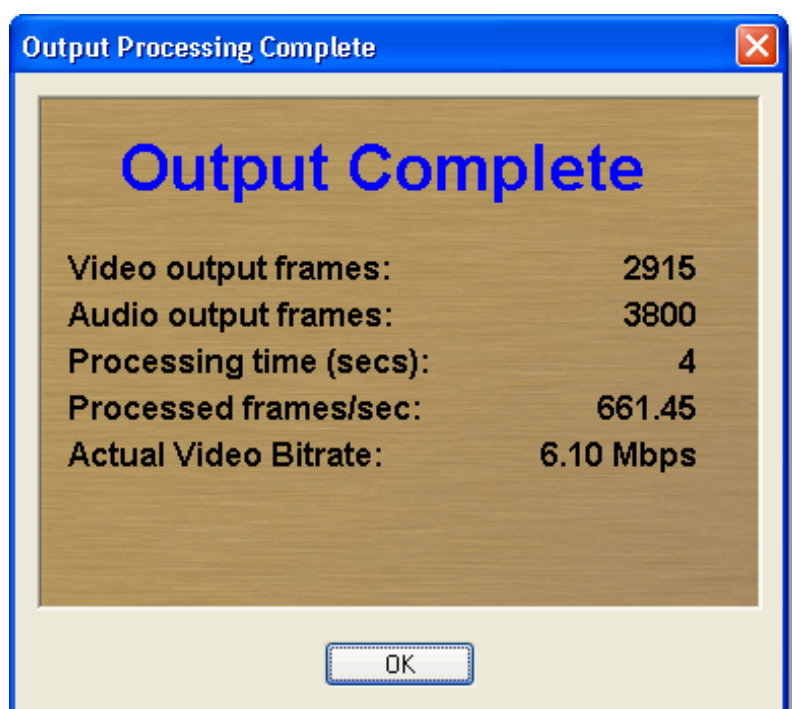 Output Processing Complete
Output Complete
Video output frames: 2915
Audio output frames: 3800
Processing time (secs): 4
Processed frames/sec: 661.45
Actual Video Bitrate: 6.10 Mbps
OK